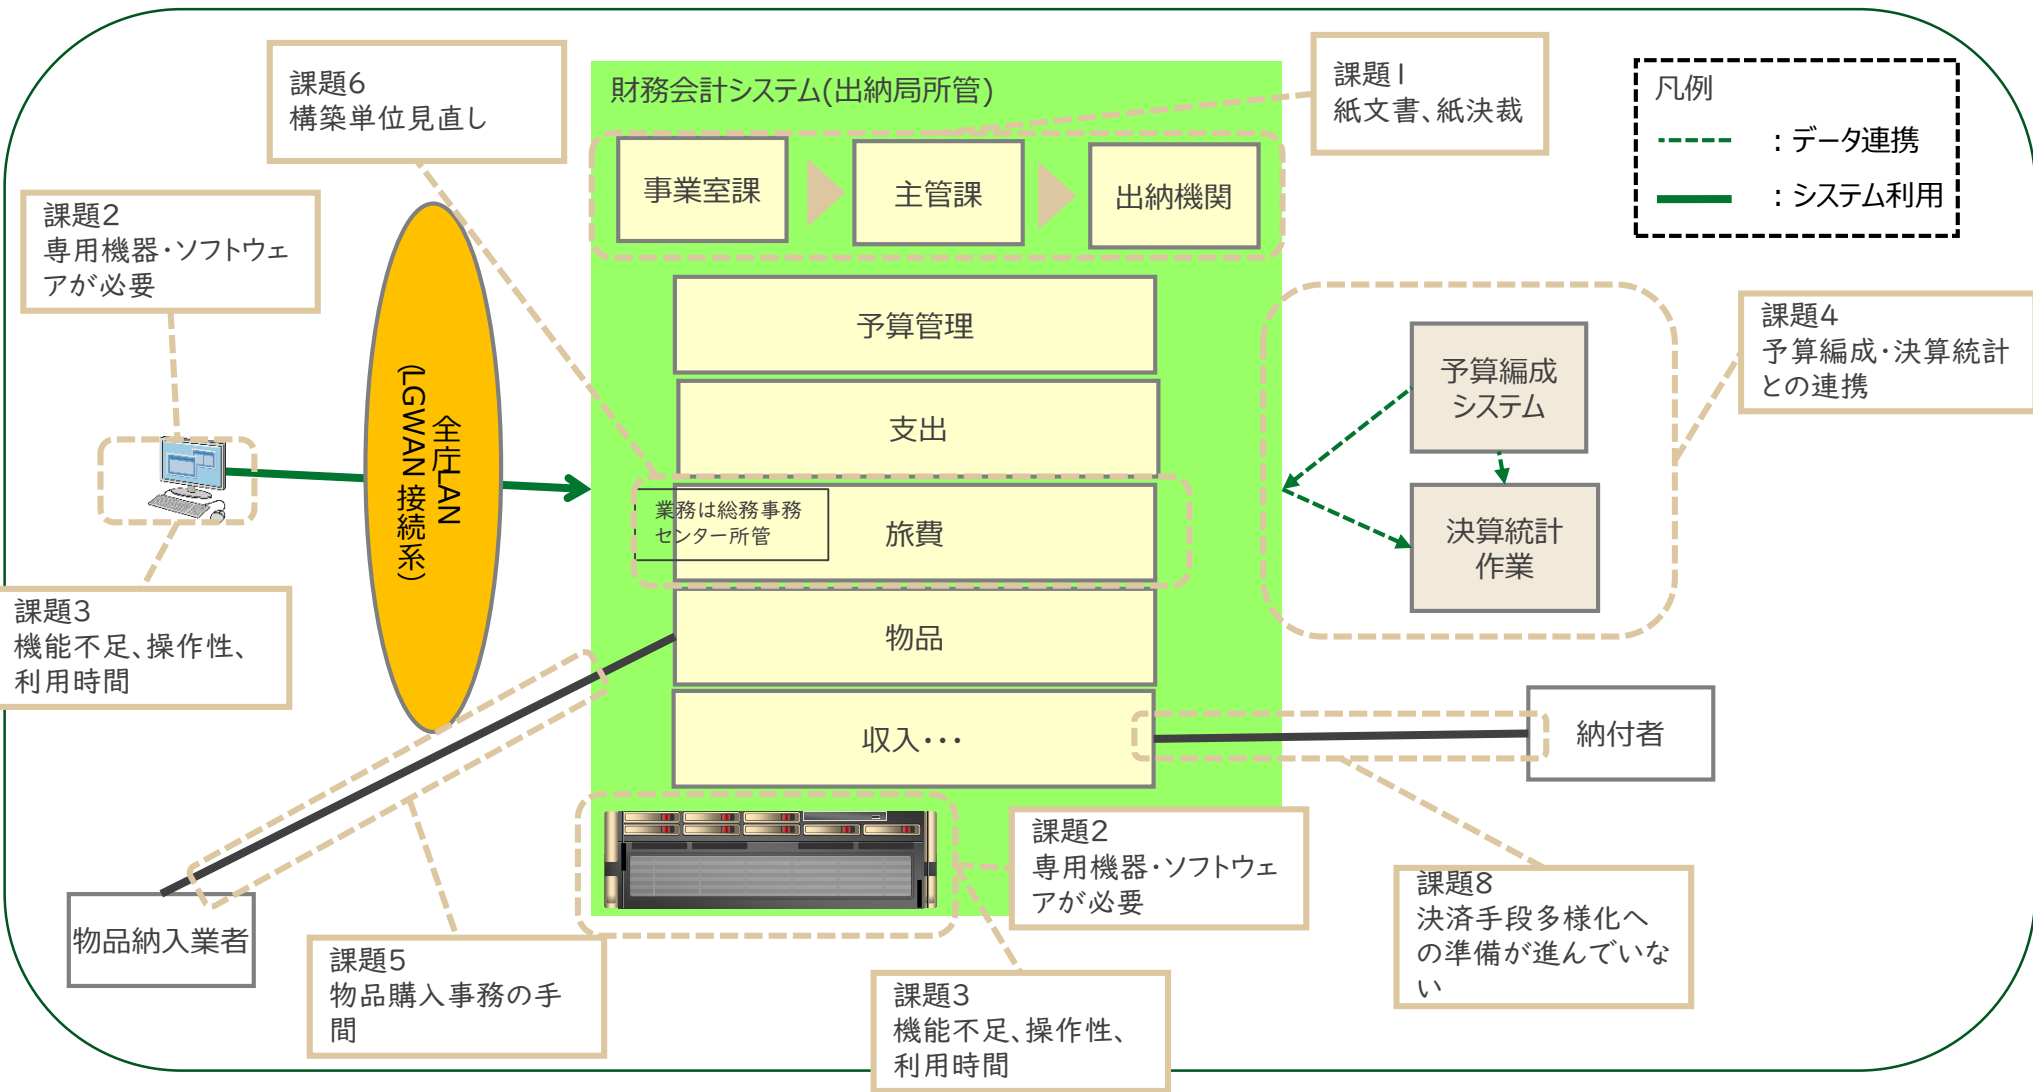 課題6
構築単位見直し
財務会計システム(出納局所管)
課題1
紙文書、紙決裁
凡例
：データ連携
：システム利用
事業室課
主管課
出納機関
課題2
専用機器・ソフトウェ
アが必要
予算管理
支出
業務は総務事務
センター所管
旅費
物品
収入・・・
全庁LAN
(LGWAN 接続系)
予算編成
システム
決算統計
作業
課題4
予算編成・決算統計
との連携
課題3
機能不足、操作性、
利用時間
納付者
物品納入業者
課題5
物品購入事務の手
間
課題2
専用機器・ソフトウェ
アが必要
課題3
機能不足、操作性、
利用時間
課題8
決済手段多様化へ
の準備が進んでいな
い